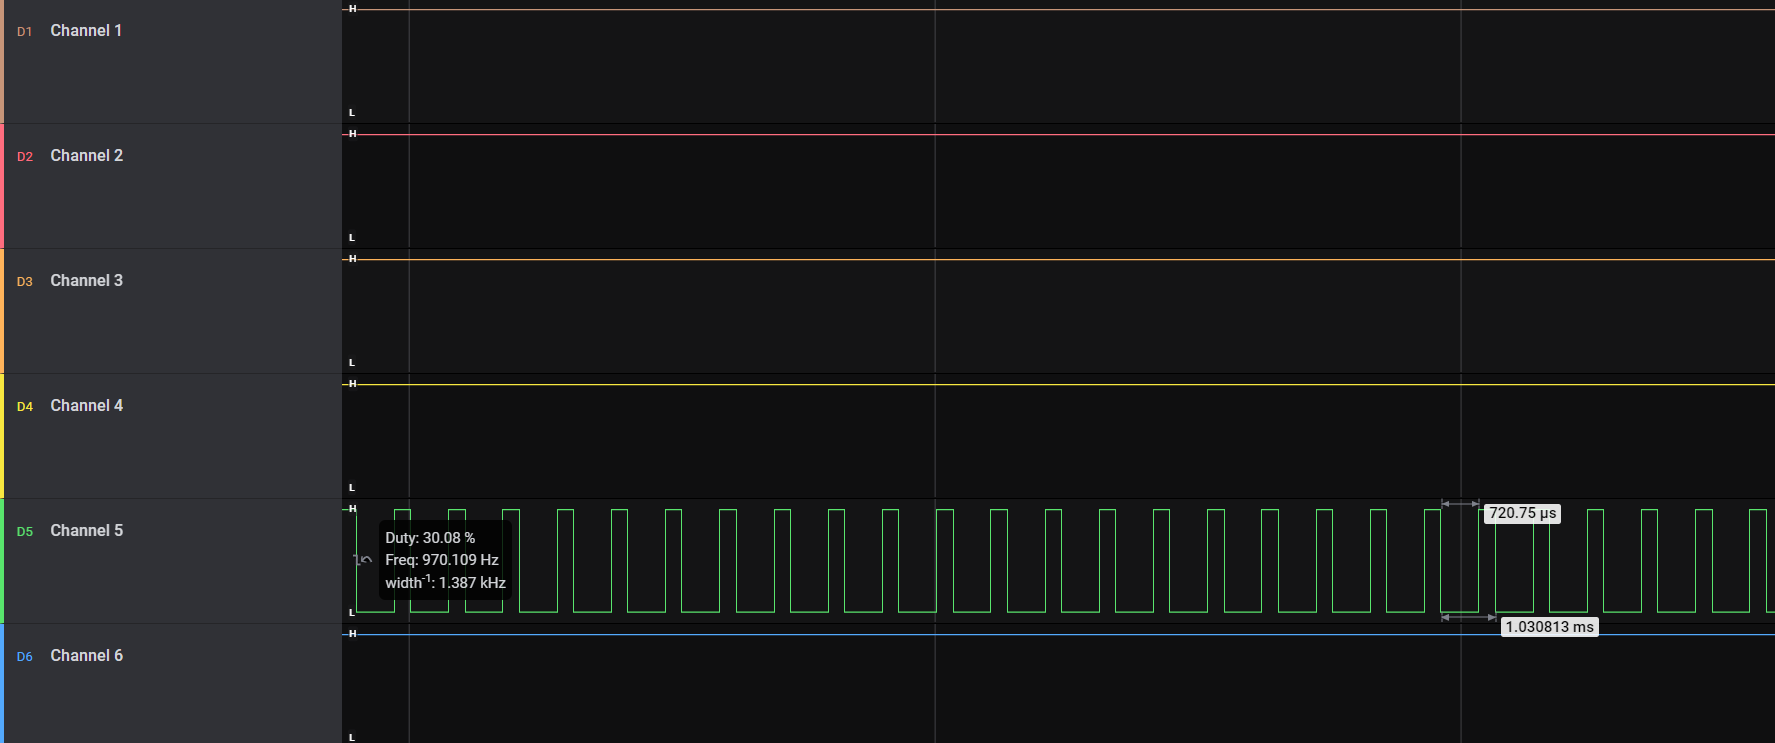 D1 Channel 1
H
L
D2 Channel 2
H
L
D3 Channel 3
H
L
D4 Channel 4
H
L
D5 Channel 5
H
720.75 µs
Duty: 30.08 %
Freq: 970.109 Hz
width-1: 1.387 kHz
L
1.030813 ms
D6 Channel 6
H
L